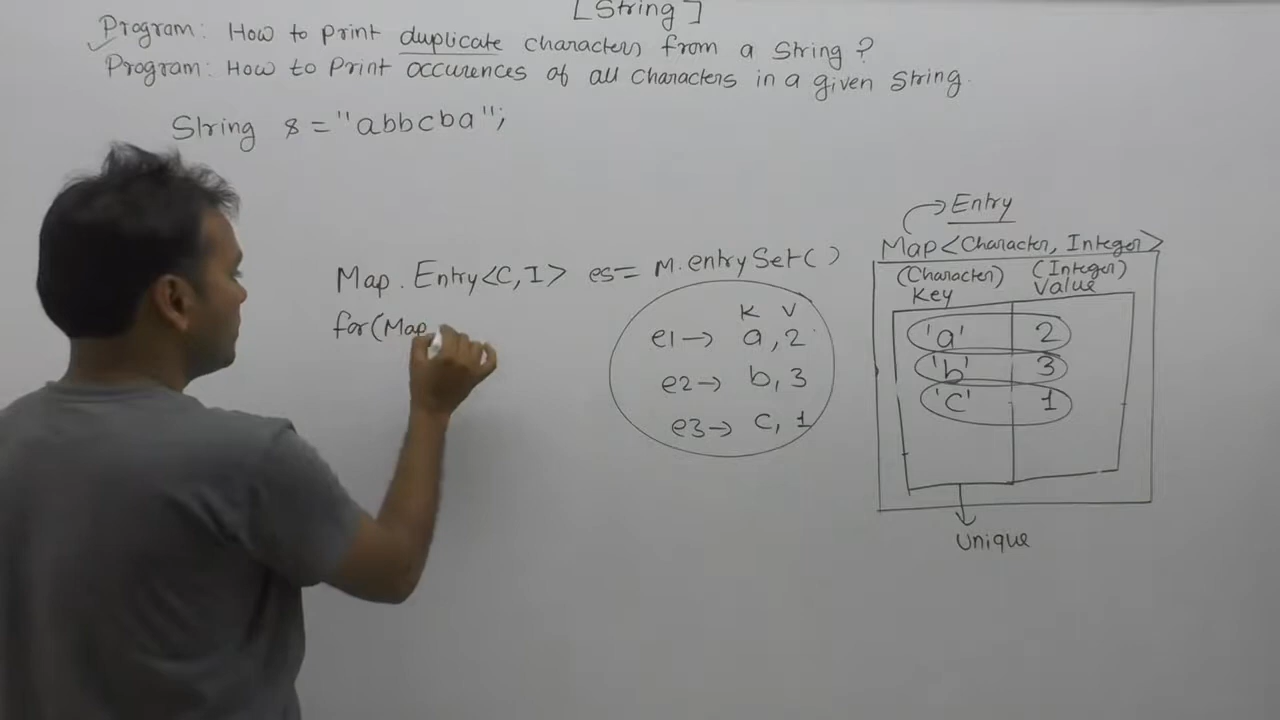 [String]
Program: How to print duplicate characters from a string?
Program: How to print occurences of all characters in a given string.
String s = "abbcbba";
Map.Entry<C,I> es= M.entrySet()
for(Map
K V
e1→ a,2
e2→ b,3
e3→ c,1
Entry
Map<Character, Integer>
(Character) (Integer)
Key Value
'a' 2
'b' 3
'c' 1
Unique